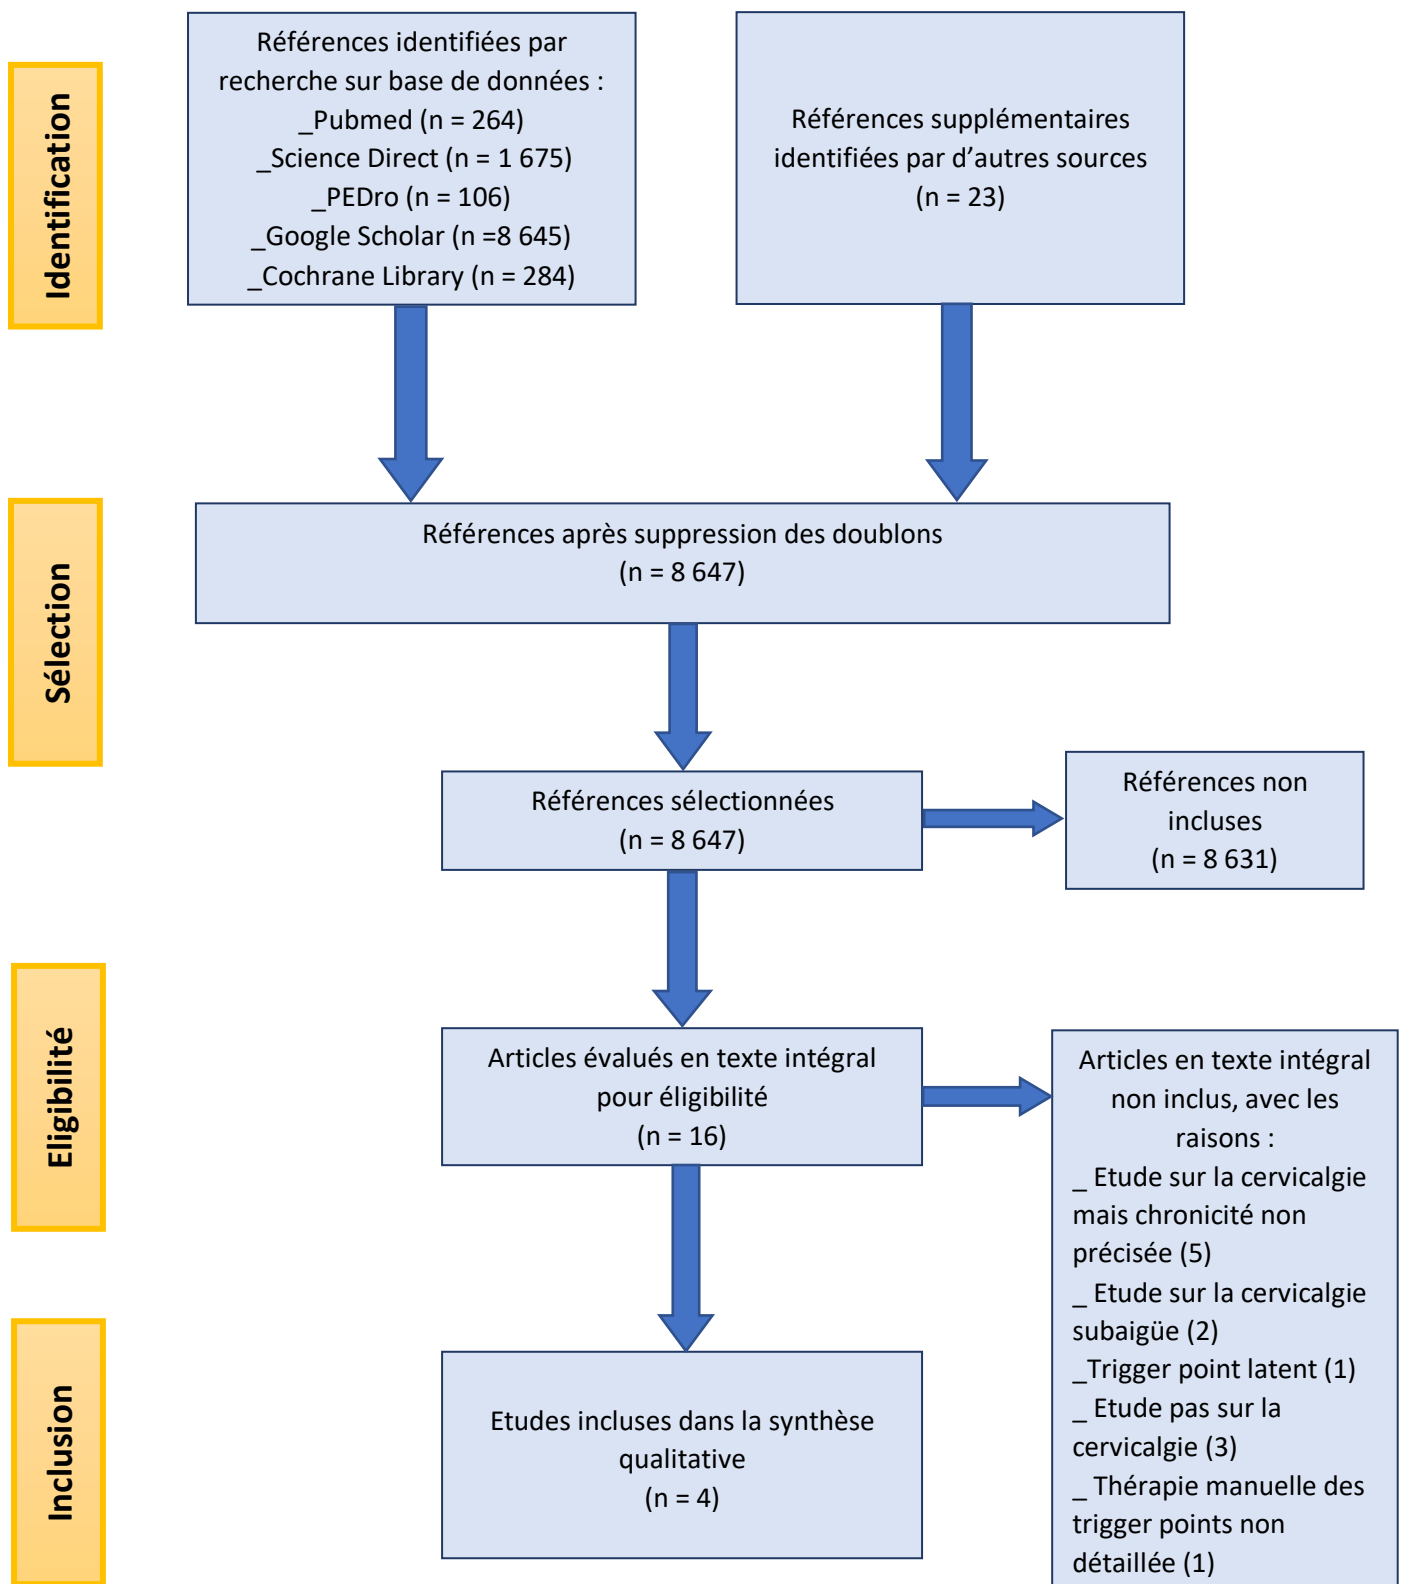 Identification
Références identifiées par
recherche sur base de données :
_Pubmed (n = 264)
_Science Direct (n = 1 675)
_PEDro (n = 106)
_Google Scholar (n =8 645)
_Cochrane Library (n = 284)
Références supplémentaires
identifiées par d’autres sources
(n = 23)
Sélection
Références après suppression des doublons
(n = 8 647)
Références sélectionnées
(n = 8 647)
Références non
incluses
(n = 8 631)
Eligibilité
Articles évalués en texte intégral
pour éligibilité
(n = 16)
Articles en texte intégral
non inclus, avec les
raisons :
_ Etude sur la cervicalgie
mais chronicité non
précisée (5)
_ Etude sur la cervicalgie
subaigüe (2)
_Trigger point latent (1)
_ Etude pas sur la
cervicalgie (3)
_ Thérapie manuelle des
trigger points non
détaillée (1)
Inclusion
Etudes incluses dans la synthèse
qualitative
(n = 4)